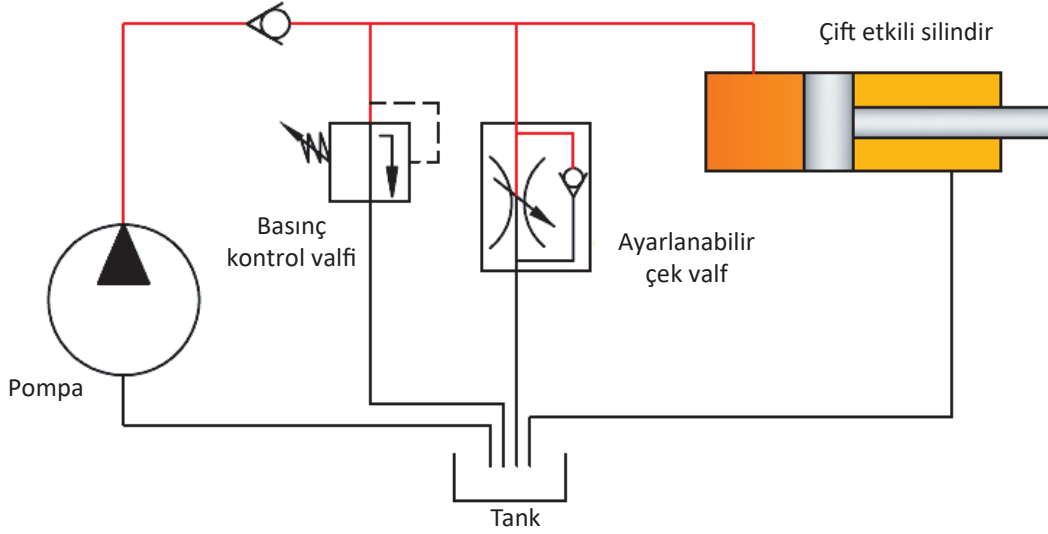 Çift etkili silindir
Basınç
kontrol valfi
Ayarlanabilir
çek valf
Pompa
Tank